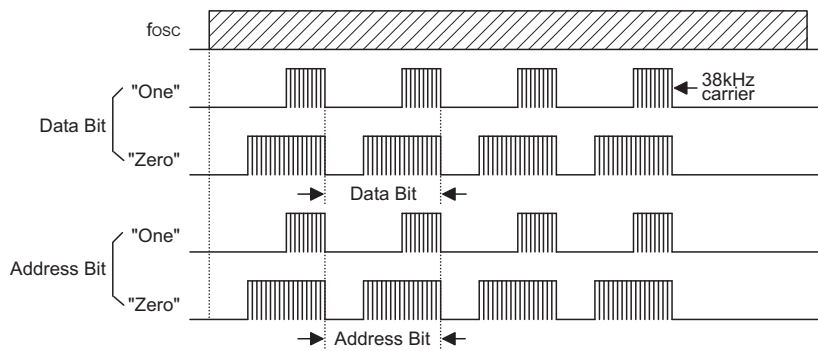 fosc
"One"
38kHz
carrier
Data Bit
"Zero"
Data Bit
"One"
Address Bit
"Zero"
Address Bit